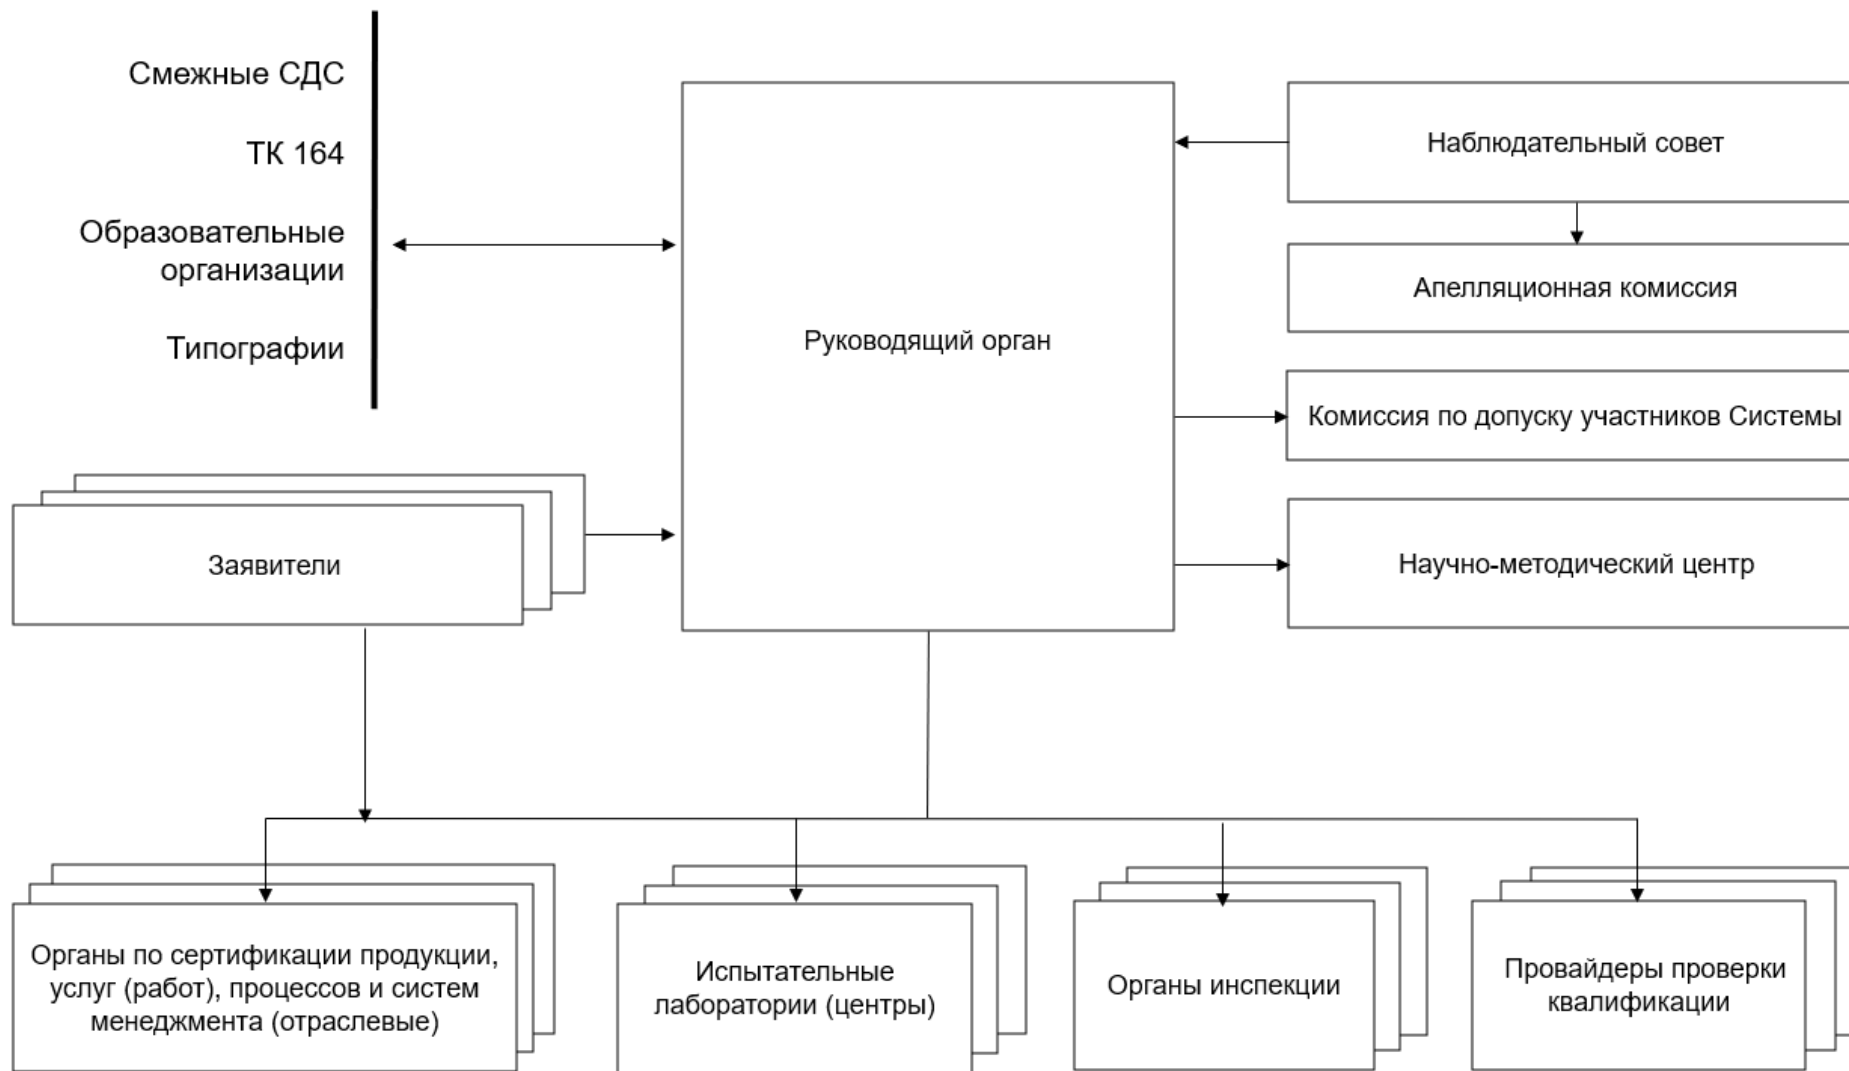 Смежные СДС
ТК 164
Образовательные
организации
Типографии
Руководящий орган
Наблюдательный совет
Апелляционная комиссия
Комиссия по допуску участников Системы
Научно-методический центр
Заявители
Органы по сертификации продукции,
услуг (работ), процессов и систем
менеджмента (отраслевые)
Испытательные
лаборатории (центры)
Органы инспекции
Провайдеры проверки
квалификации